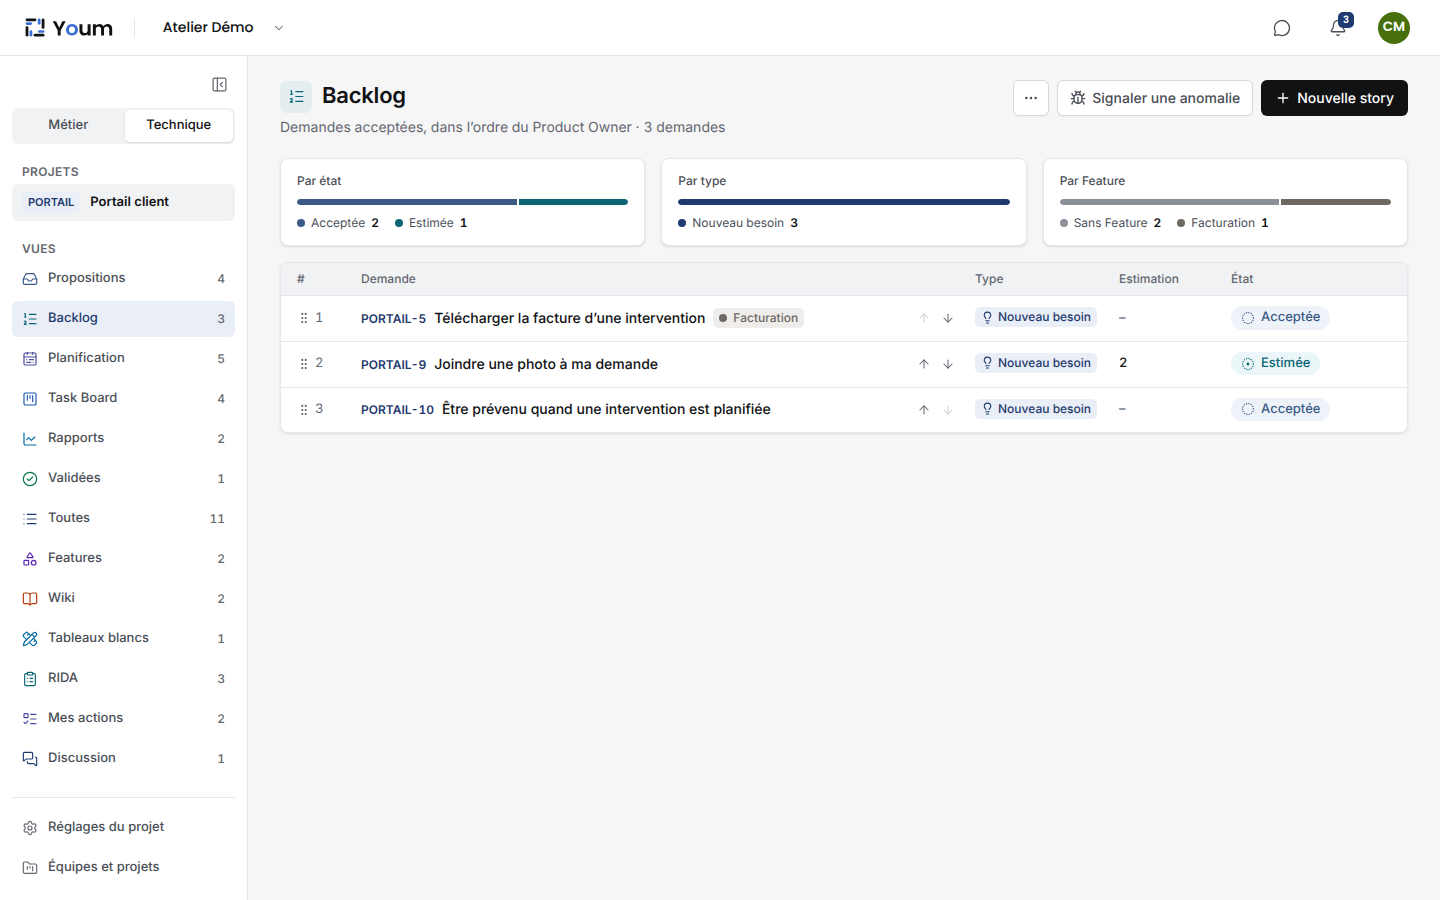 Youm
Atelier Démo
3
CM
Métier
Technique
PROJETS
PORTAIL Portail client
VUES
Propositions 4
Backlog 3
Planification 5
Task Board 4
Rapports 2
Validées 1
Toutes 11
Features 2
Wiki 2
Tableaux blancs 1
RIDA 3
Mes actions 2
Discussion 1
Réglages du projet
Équipes et projets
Backlog
Demandes acceptées, dans l’ordre du Product Owner · 3 demandes
Signaler une anomalie
Nouvelle story
Par état
Acceptée 2 Estimée 1
Par type
Nouveau besoin 3
Par Feature
Sans Feature 2 Facturation 1
# Demande Type Estimation État
1 PORTAIL-5 Télécharger la facture d’une intervention Facturation Nouveau besoin – Acceptée
2 PORTAIL-9 Joindre une photo à ma demande Nouveau besoin 2 Estimée
3 PORTAIL-10 Être prévenu quand une intervention est planifiée Nouveau besoin – Acceptée